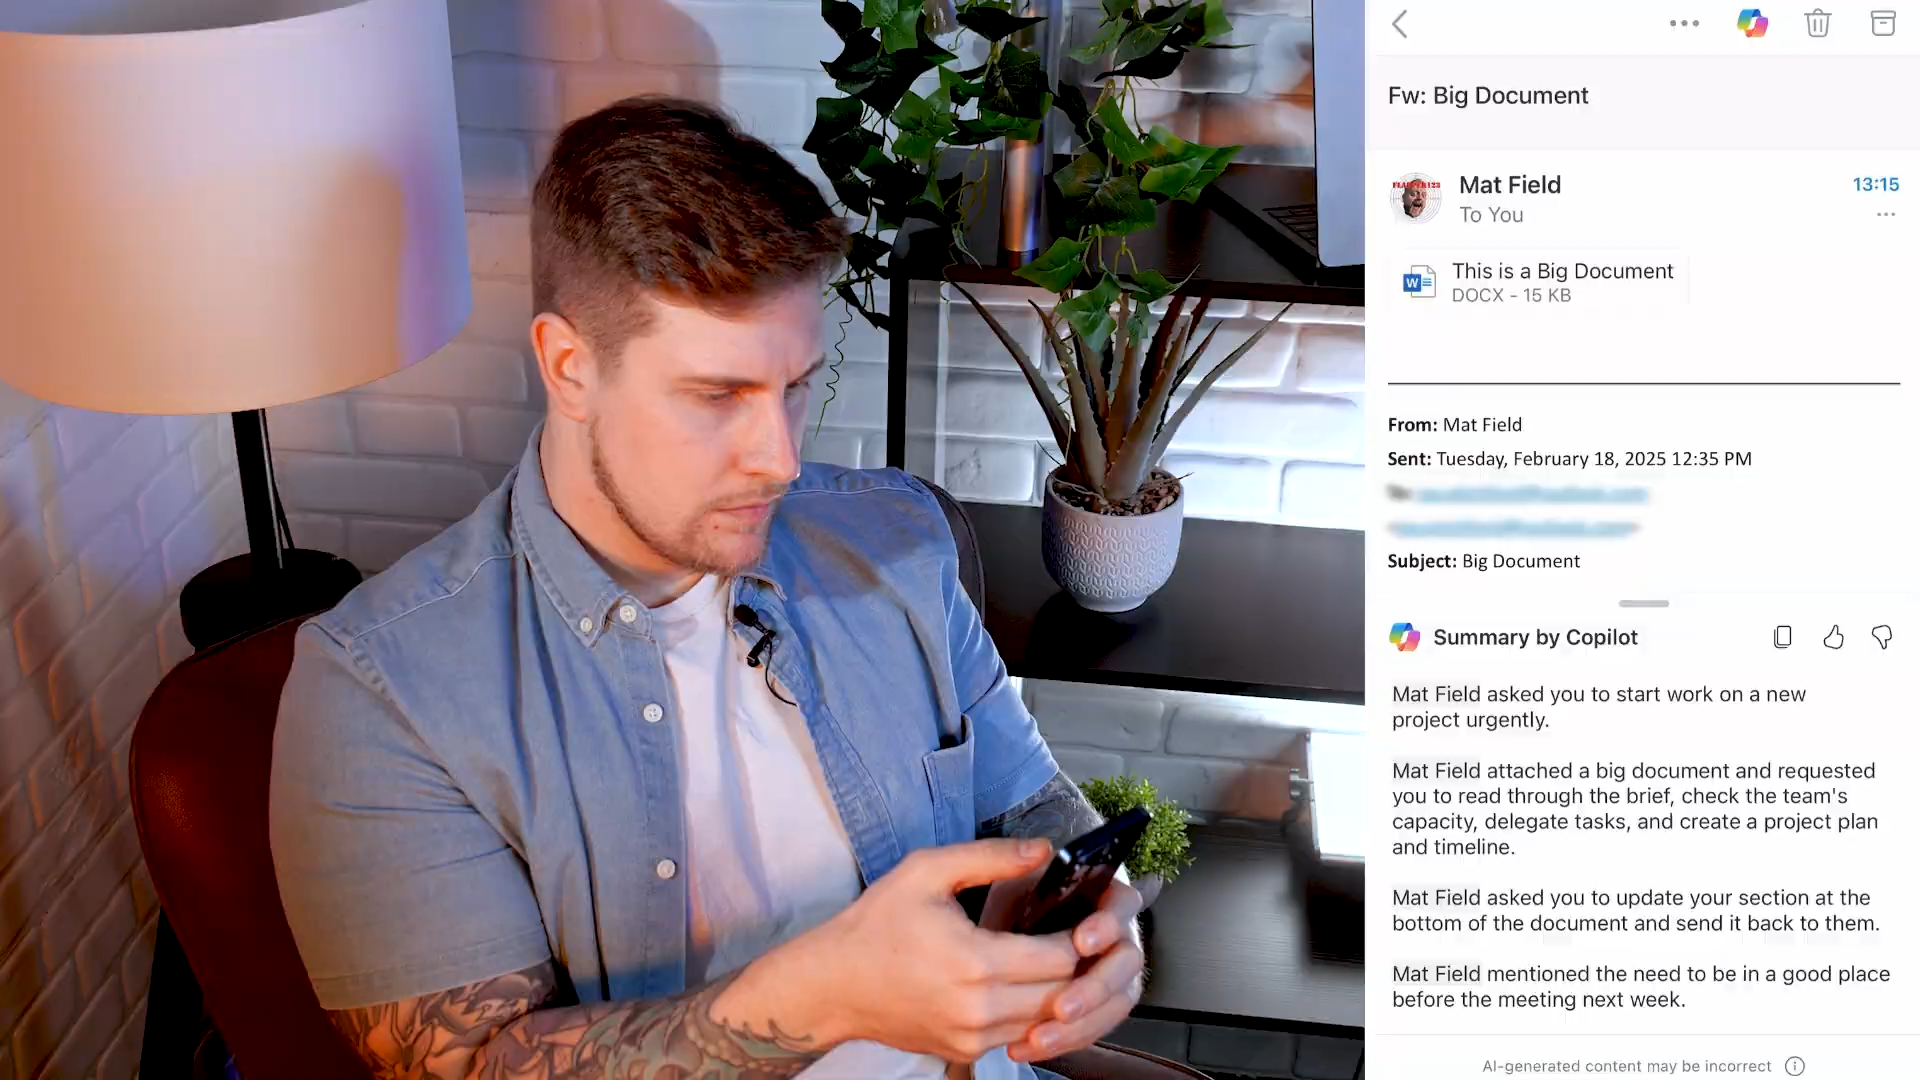 Fw: Big Document
Mat Field
13:15
To You
This is a Big Document
W
DOCX - 15 KB
From: Mat Field
Sent: Tuesday, February 18, 2025 12:35 PM
Subject: Big Document
Summary by Copilot
Mat Field asked you to start work on a new
project urgently.
Mat Field attached a big document and requested
you to read through the brief, check the team's
capacity, delegate tasks, and create a project plan
and timeline.
Mat Field asked you to update your section at the
bottom of the document and send it back to them.
Mat Field mentioned the need to be in a good place
before the meeting next week.
AI-generated content may be incorrect